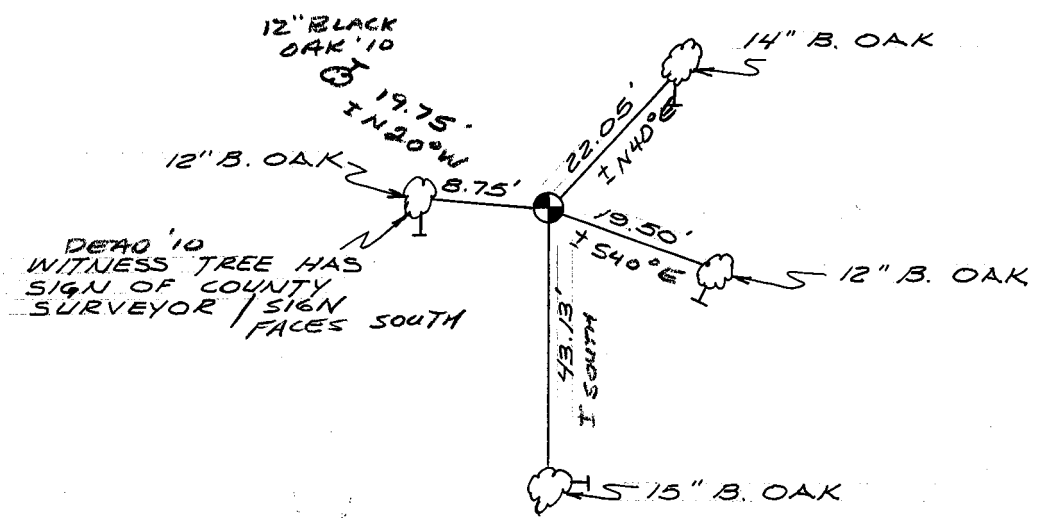 12" BLACK
OAK '10
19.75'
± N20°W
14" B. OAK
22.05'
± N40°E
12" B. OAK
8.75'
19.50'
± S40°E
12" B. OAK
DEAD '10
WITNESS TREE HAS
SIGN OF COUNTY
SURVEYOR / SIGN
FACES SOUTH
43.13'
± SOUTH
15" B. OAK